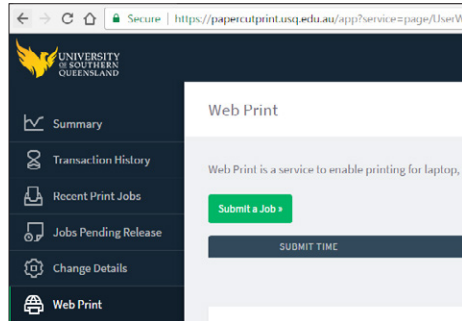 Secure | https://papercutprint.usq.edu.au/app?service=page/UserW
UNIVERSITY
OF SOUTHERN
QUEENSLAND
Summary
Transaction History
Recent Print Jobs
Jobs Pending Release
Change Details
Web Print
Web Print
Web Print is a service to enable printing for laptop,
Submit a Job »
SUBMIT TIME